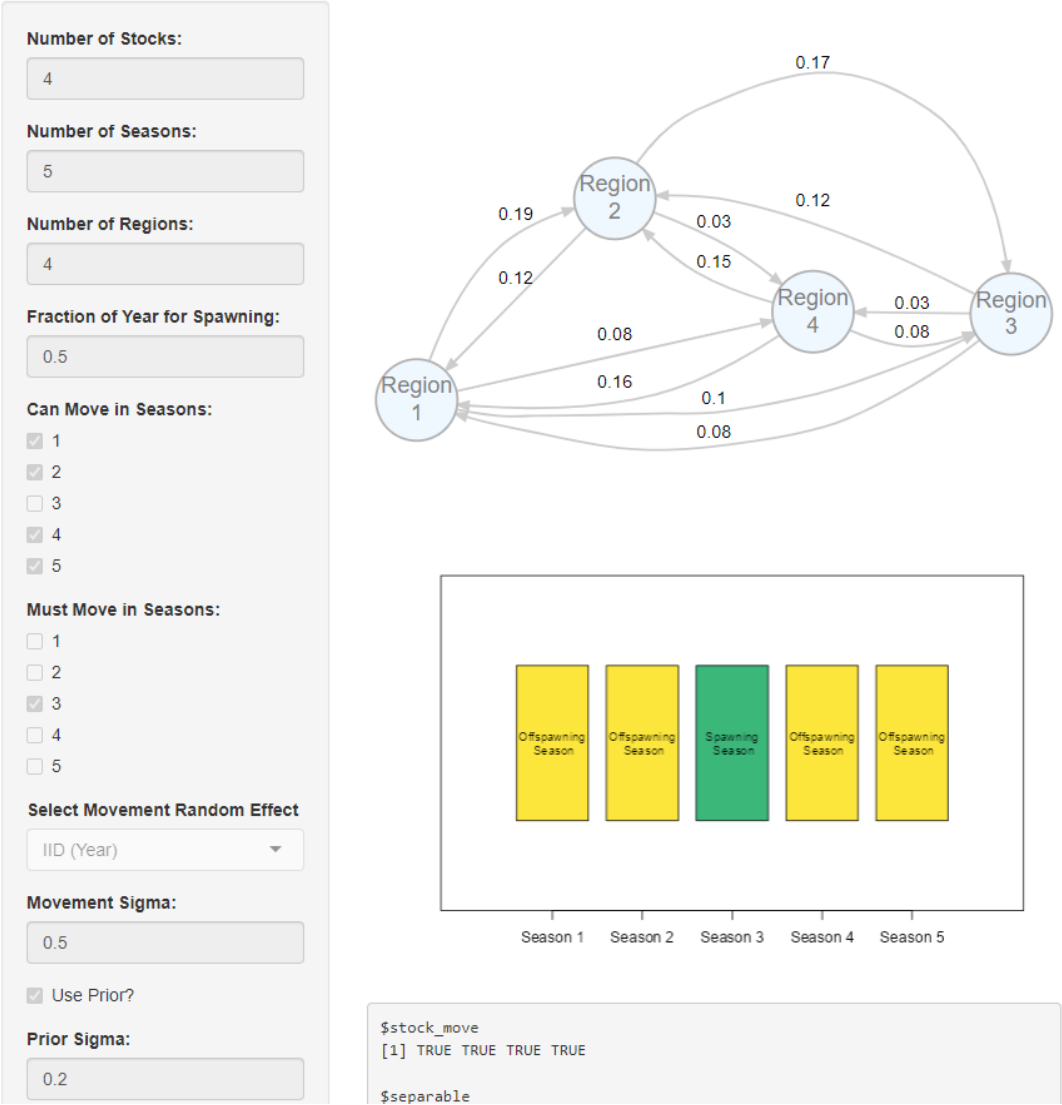 Number of Stocks:
4
Number of Seasons:
5
Number of Regions:
4
Fraction of Year for Spawning:
0.5
Can Move in Seasons:
1
2
3
4
5
Must Move in Seasons:
1
2
3
4
5
Select Movement Random Effect
IID (Year)
Movement Sigma:
0.5
Use Prior?
Prior Sigma:
0.2
0.17
Region
2
0.19
0.03
0.12
0.15
0.12
Region
4
0.03
Region
3
0.08
0.08
Region
1
0.16
0.1
0.08
Offspawning
Season
Offspawning
Season
Spawning
Season
Offspawning
Season
Offspawning
Season
Season 1 Season 2 Season 3 Season 4 Season 5
$stock_move
[1] TRUE TRUE TRUE TRUE
$separable